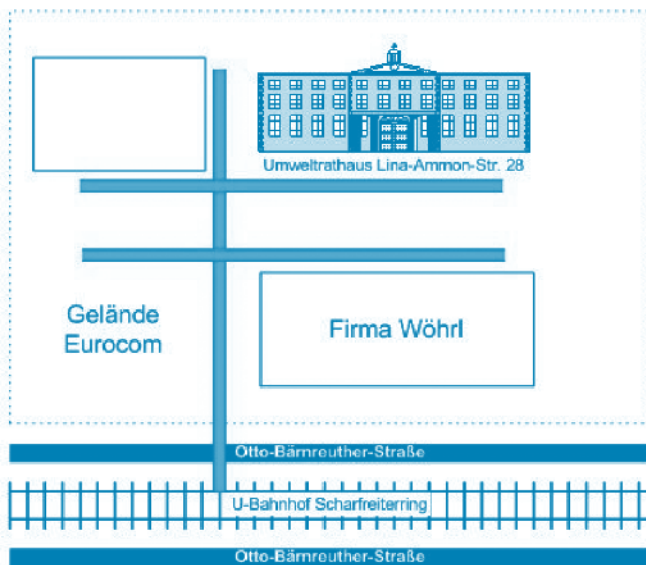 Umweltrathaus Lina-Ammon-Str. 28
Gelände
Eurocom
Firma Wöhrl
Otto-Bärnreuther-Straße
U-Bahnhof Scharfreiterring
Otto-Bärnreuther-Straße